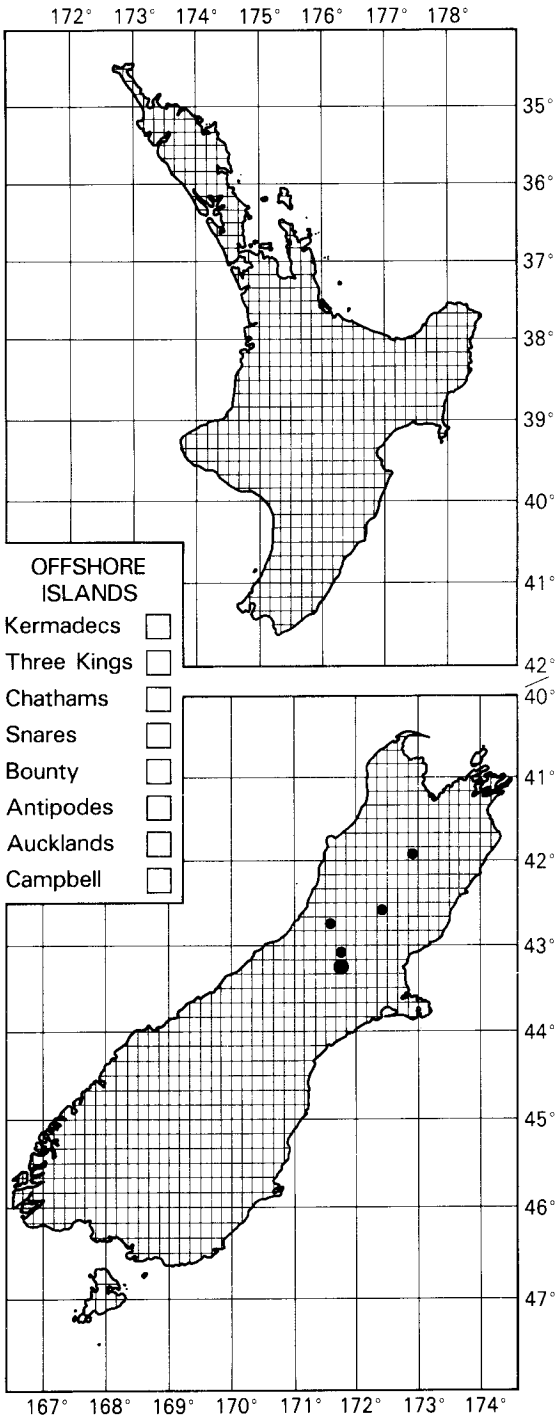 172° 173° 174° 175° 176° 177° 178°
35°
36°
37°
38°
39°
40°
41°
42°
OFFSHORE
ISLANDS
Kermadecs
Three Kings
Chathams
Snares
Bounty
Antipodes
Aucklands
Campbell
40°
41°
42°
43°
44°
45°
46°
47°
167° 168° 169° 170° 171° 172° 173° 174°